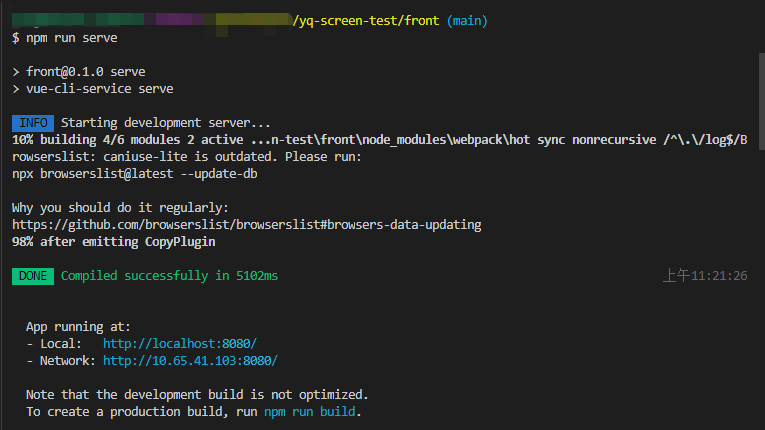 /yq-screen-test/front (main)
$ npm run serve
> front@0.1.0 serve
> vue-cli-service serve
INFO Starting development server...
10% building 4/6 modules 2 active ...n-test\front\node_modules\webpack\hot sync nonrecursive /^\.\/log$/B
rowserslist: caniuse-lite is outdated. Please run:
npx browserslist@latest --update-db
Why you should do it regularly:
https://github.com/browserslist/browserslist#browsers-data-updating
98% after emitting CopyPlugin
DONE Compiled successfully in 5102ms 上午11:21:26
App running at:
- Local: http://localhost:8080/
- Network: http://10.65.41.103:8080/
Note that the development build is not optimized.
To create a production build, run npm run build.